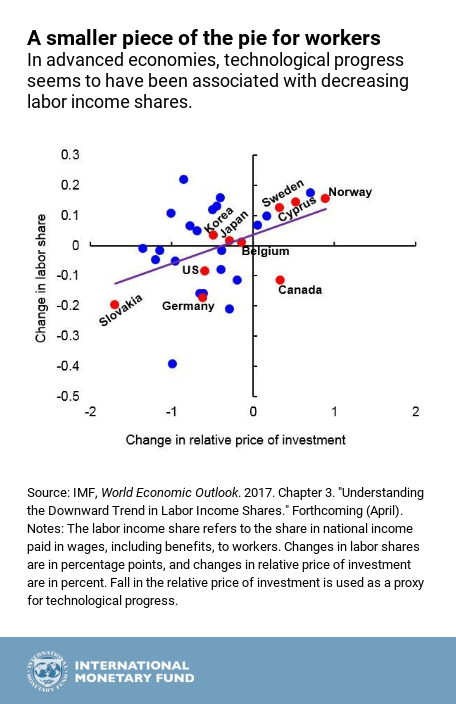 A smaller piece of the pie for workers
In advanced economies, technological progress
seems to have been associated with decreasing
labor income shares.
0.3
0.2
0.1
0
-0.1
-0.2
-0.3
-0.4
-0.5
Change in labor share
Sweden
Norway
Cyprus
Korea
Japan
Belgium
US
Canada
Germany
Slovakia
-2
-1
0
1
2
Change in relative price of investment
Source: IMF, World Economic Outlook. 2017. Chapter 3. "Understanding
the Downward Trend in Labor Income Shares." Forthcoming (April).
Notes: The labor income share refers to the share in national income
paid in wages, including benefits, to workers. Changes in labor shares
are in percentage points, and changes in relative price of investment
are in percent. Fall in the relative price of investment is used as a proxy
for technological progress.
INTERNATIONAL
MONETARY FUND